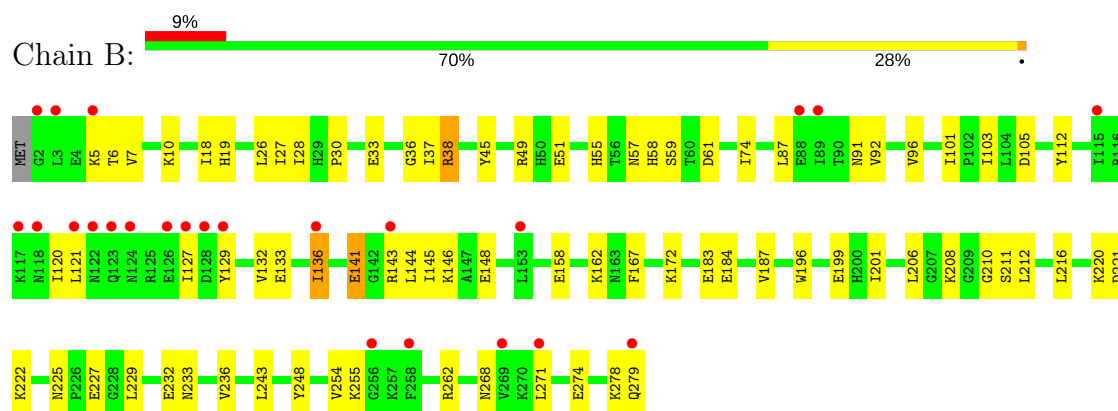 9%
Chain B:
70% 28% •
MET G2 L3 E4 K5 T6 V7 K10 I18 H19 L26 I27 I28 H29 P30 E33 G36 I37 R38 Y45 R49 H50 E51 H55 T56 N57 H58 S59 T60 D61 I74 L87 E88 I89 T90 N91 V92 V96 I101 P102 I103 L104 D105 Y112 I115 R116
K117 N118 I120 L121 N122 Q123 N124 R125 E126 I127 D128 Y129 V132 E133 I136 E141 G142 R143 L144 I145 K146 A147 E148 L153 E158 K162 N163 F167 K172 E183 E184 V187 W196 E199 H200 I201 L206 G207 K208 G209 G210 S211 L212 L216 K220
K222 N225 P226 E227 G228 L229 E232 N233 V236 L243 Y248 V254 K255 G256 K257 F258 R262 N268 V269 K270 L271 E274 K278 Q279